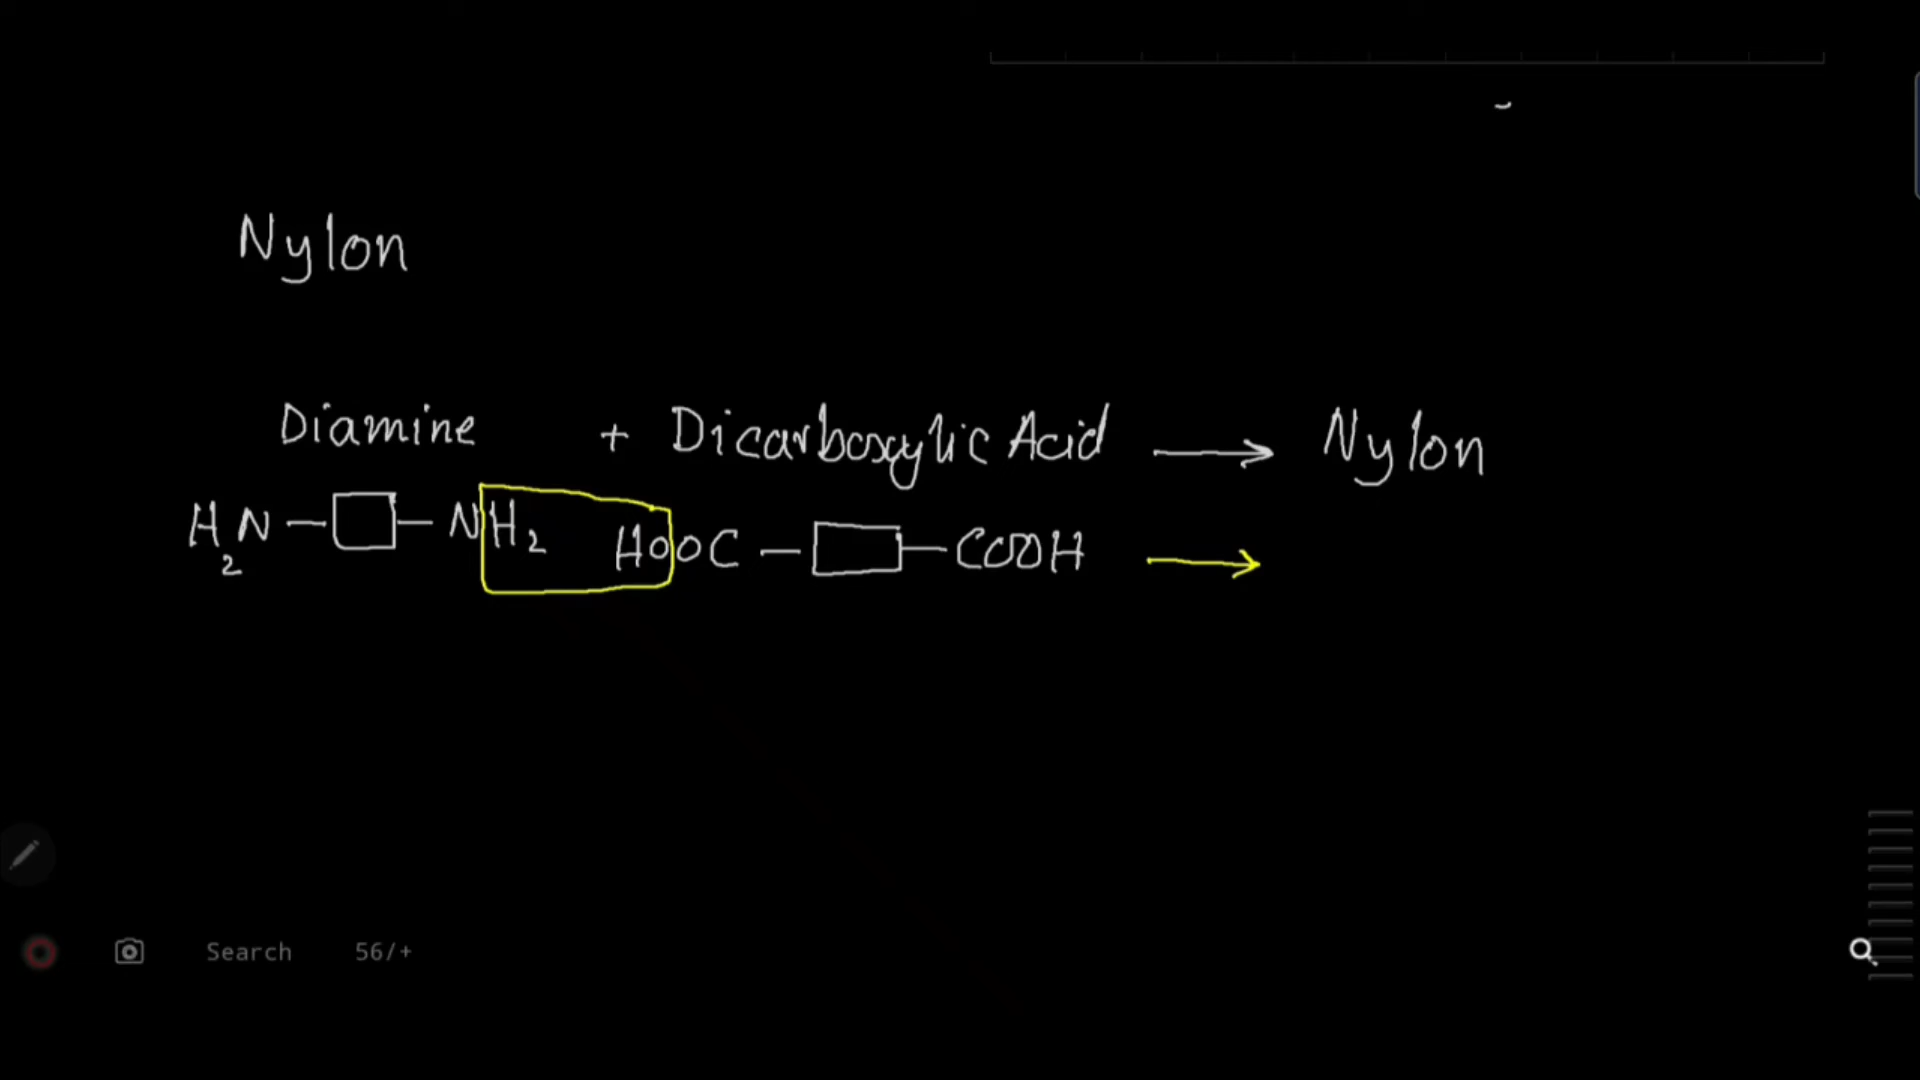 Nylon
Diamine + Dicarboxylic Acid → Nylon
H₂N-□-NH₂ HOOC-□-COOH →
Search 56/+